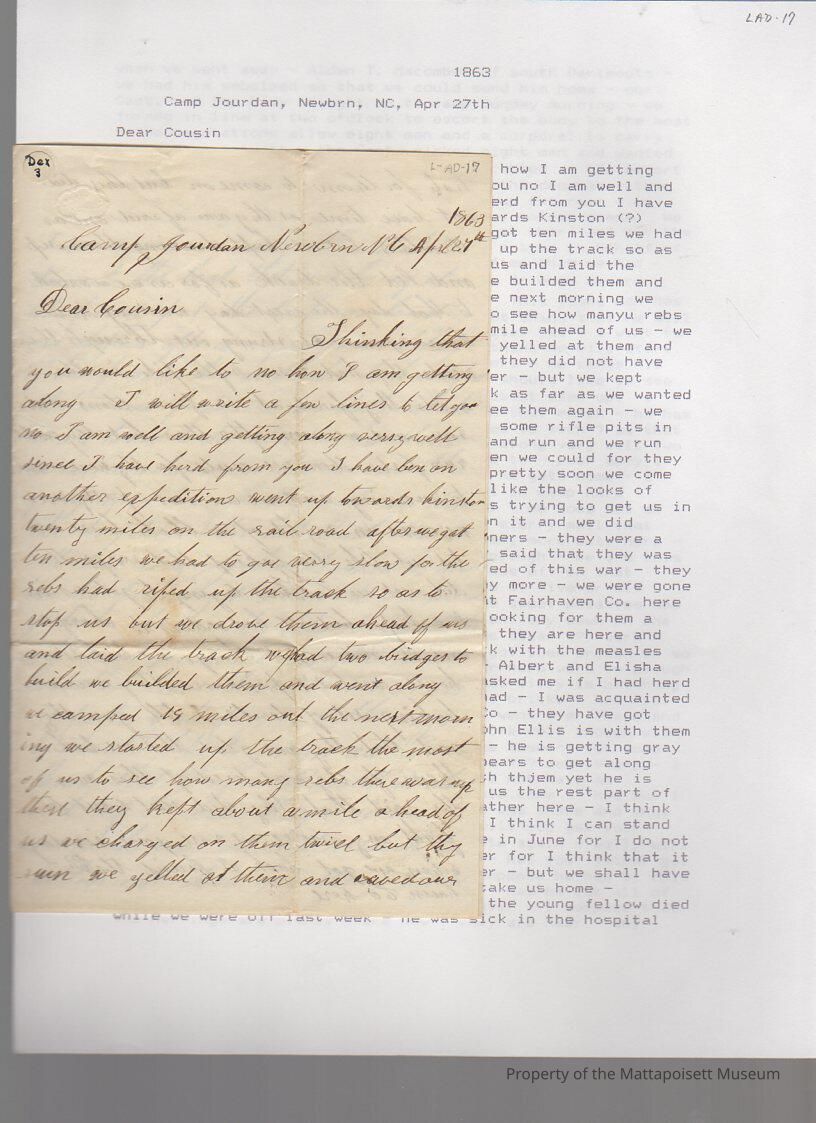 LAD-17
1863
Camp Jourdan, Newbrn, NC, Apr 27th
Dear Cousin
how I am getting
ou no I am well and
erd from you I have
ards Kinston (?)
got ten miles we had
up the track so as
us and laid the
e builded them and
e next morning we
o see how manyu rebs
mile ahead of us - we
yelled at them and
they did not have
er - but we kept
k as far as we wanted
ee them again - we
some rifle pits in
and run and we run
en we could for they
pretty soon we come
like the looks of
s trying to get us in
n it and we did
ners - they were a
said that they was
ed of this war - they
y more - we were gone
t Fairhaven Co. here
ooking for them a
they are here and
k with the measles
- Albert and Elisha
asked me if I had herd
ad - I was acquainted
Co - they have got
ohn Ellis is with them
- he is getting gray
pears to get along
h thjem yet he is
us the rest part of
ather here - I think
I think I can stand
e in June for I do not
er for I think that it
er - but we shall have
take us home -
the young fellow died
while we were off last week - he was sick in the hospital
Dex
3
L-AD-17
1863
Camp Jourdan Newbrn N C April 27th
Dear Cousin
Thinking that
you would like to no how I am getting
along I will write a few lines to let you
no I am well and getting along verry well
since I have herd from you I have ben on
another expedition went up towards kinston
twenty miles on the rail road after we got
ten miles we had to goe verry slow for the
rebs had riped up the track so as to
stop us but we drove them ahead of us
and laid the track we had two bridges to
build we builded them and went along
we camped 18 miles out the next morn
ing we started up the track the most
of us to see how many rebs there was up
there they kept about a mile ahead of
us we charged on them twise but they
run we yelled at them and waved our
Property of the Mattapoisett Museum